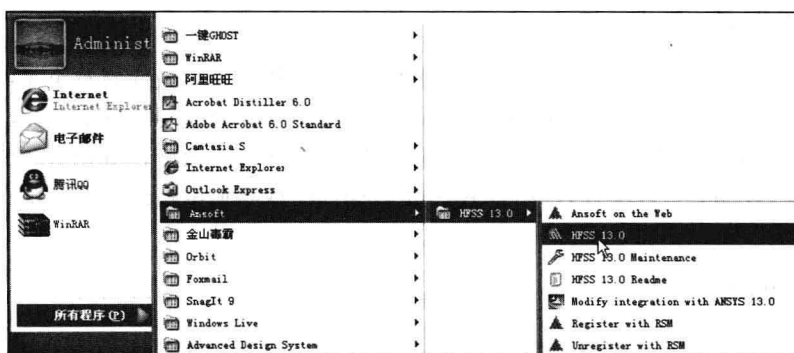 Administ
Internet
Internet Explorer
电子邮件
腾讯QQ
WinRAR
所有程序(P)
一键GHOST
WinRAR
阿里旺旺
Acrobat Distiller 6.0
Adobe Acrobat 6.0 Standard
Camtasia S
Internet Explorer
Outlook Express
Ansoft
金山毒霸
Orbit
Foxmail
SnagIt 9
Windows Live
Advanced Design System
HFSS 13.0
Ansoft on the Web
HFSS 13.0
HFSS 13.0 Maintenance
HFSS 13.0 Readme
Modify integration with ANSYS 13.0
Register with RSM
Unregister with RSM